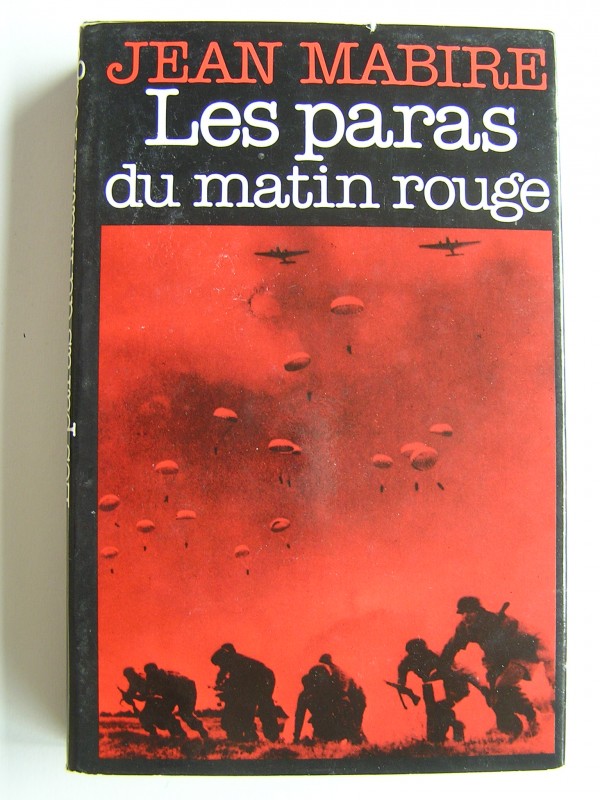 JEAN MABIRE
Les paras
du matin rouge